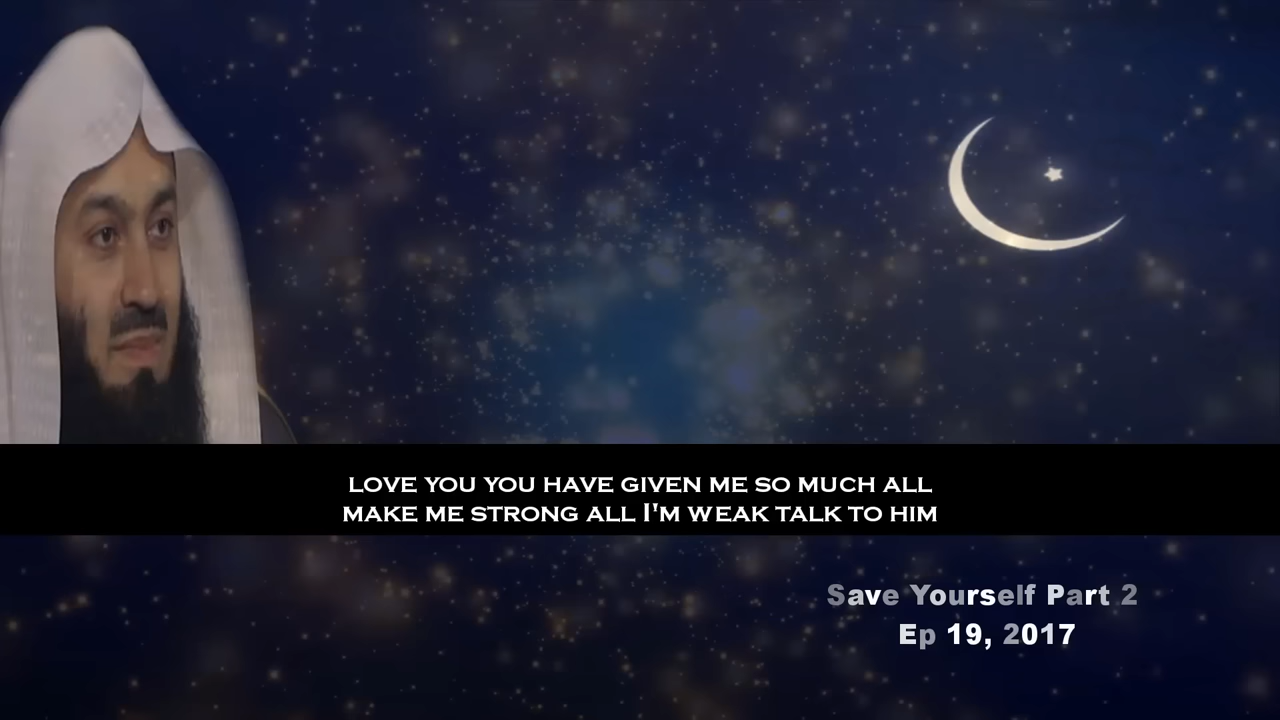 LOVE YOU YOU HAVE GIVEN ME SO MUCH ALL
MAKE ME STRONG ALL I'M WEAK TALK TO HIM
Save Yourself Part 2
Ep 19, 2017